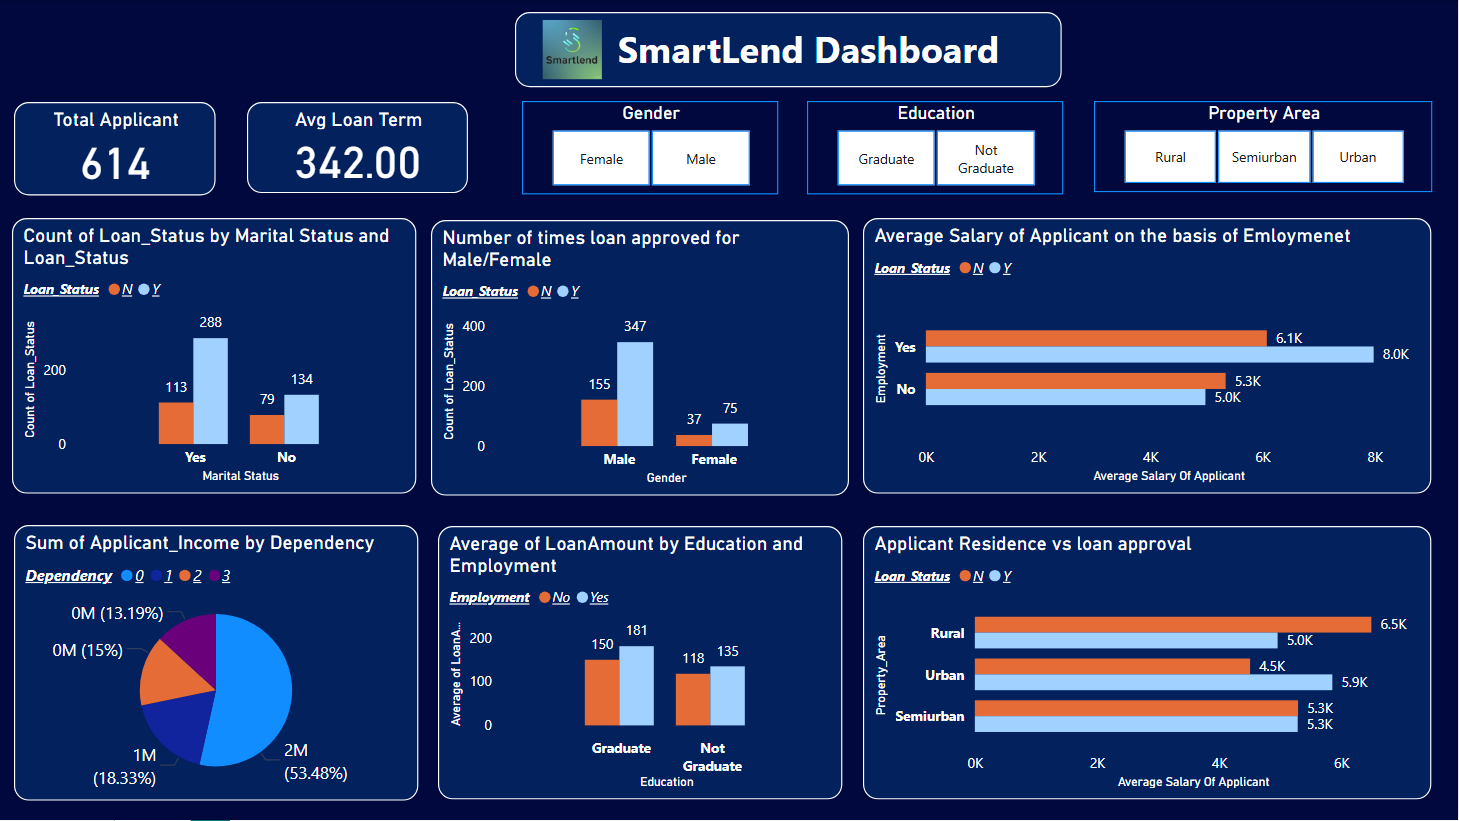 Smartlend
SmartLend Dashboard
Total Applicant
614
Avg Loan Term
342.00
Gender
Female
Male
Education
Graduate
Not
Graduate
Property Area
Rural
Semiurban
Urban
Count of Loan_Status by Marital Status and
Loan_Status
Loan_Status N Y
Count of Loan_Status
200
0
113
288
79
134
Yes
No
Marital Status
Number of times loan approved for
Male/Female
Loan_Status N Y
Count of Loan_Status
400
200
0
155
347
37
75
Male
Female
Gender
Average Salary of Applicant on the basis of Emloymenet
Loan_Status N Y
Employment
Yes
6.1K
8.0K
No
5.3K
5.0K
0K
2K
4K
6K
8K
Average Salary Of Applicant
Sum of Applicant_Income by Dependency
Dependency 0 1 2 3
0M (13.19%)
0M (15%)
1M
(18.33%)
2M
(53.48%)
Average of LoanAmount by Education and
Employment
Employment No Yes
Average of LoanA...
200
100
0
150
181
118
135
Graduate
Not
Graduate
Education
Applicant Residence vs loan approval
Loan_Status N Y
Property_Area
Rural
6.5K
5.0K
Urban
4.5K
5.9K
Semiurban
5.3K
5.3K
0K
2K
4K
6K
Average Salary Of Applicant